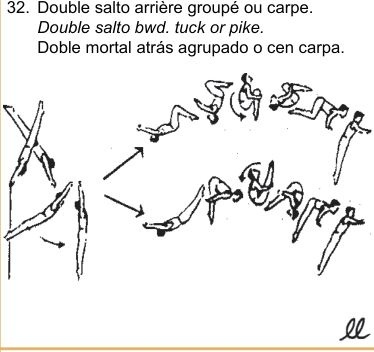 32. Double salto arrière groupé ou carpe.
Double salto bwd. tuck or pike.
Doble mortal atrás agrupado o cen carpa.